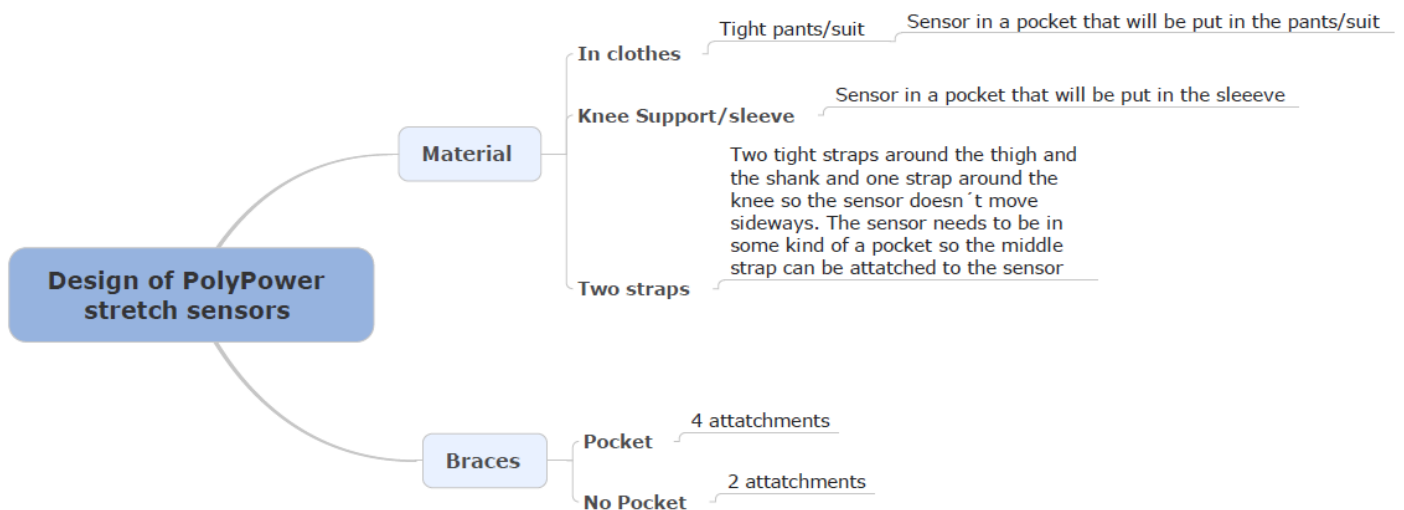 Design of PolyPower
stretch sensors
Material
In clothes
Tight pants/suit
Sensor in a pocket that will be put in the pants/suit
Knee Support/sleeve
Sensor in a pocket that will be put in the sleeeve
Two straps
Two tight straps around the thigh and
the shank and one strap around the
knee so the sensor doesn´t move
sideways. The sensor needs to be in
some kind of a pocket so the middle
strap can be attatched to the sensor
Braces
Pocket
4 attatchments
No Pocket
2 attatchments